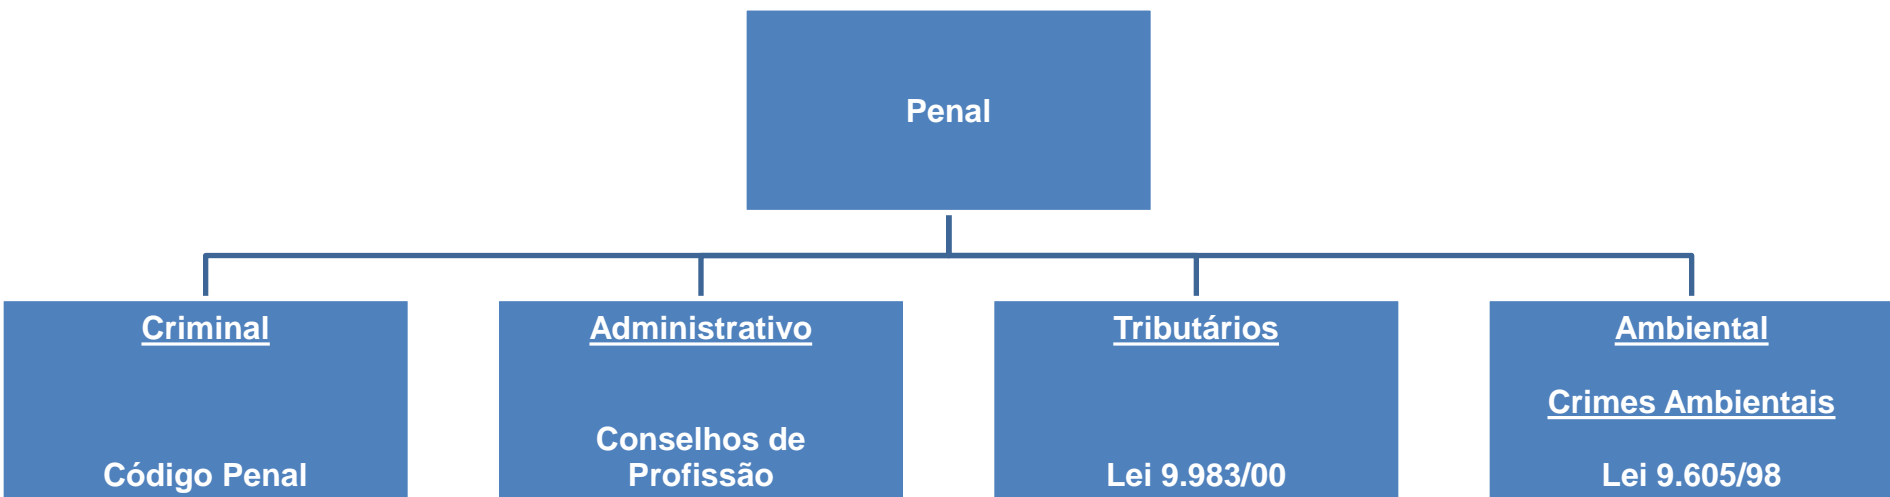 Penal
Criminal
Código Penal
Administrativo
Conselhos de
Profissão
Tributários
Lei 9.983/00
Ambiental
Crimes Ambientais
Lei 9.605/98